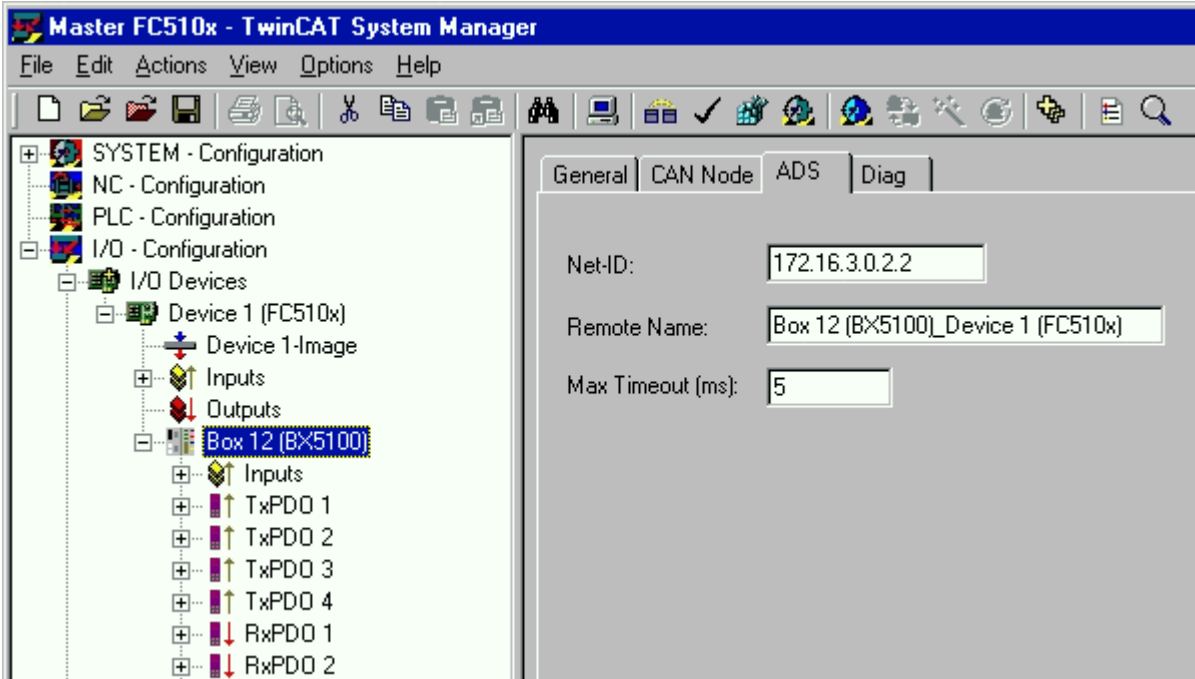 Master FC510x - TwinCAT System Manager
File Edit Actions View Options Help
SYSTEM - Configuration
NC - Configuration
PLC - Configuration
I/O - Configuration
I/O Devices
Device 1 (FC510x)
Device 1-Image
Inputs
Outputs
Box 12 (BX5100)
Inputs
TxPDO 1
TxPDO 2
TxPDO 3
TxPDO 4
RxPDO 1
RxPDO 2
General CAN Node ADS Diag
Net-ID: 172.16.3.0.2.2
Remote Name: Box 12 (BX5100)_Device 1 (FC510x)
Max Timeout (ms): 5